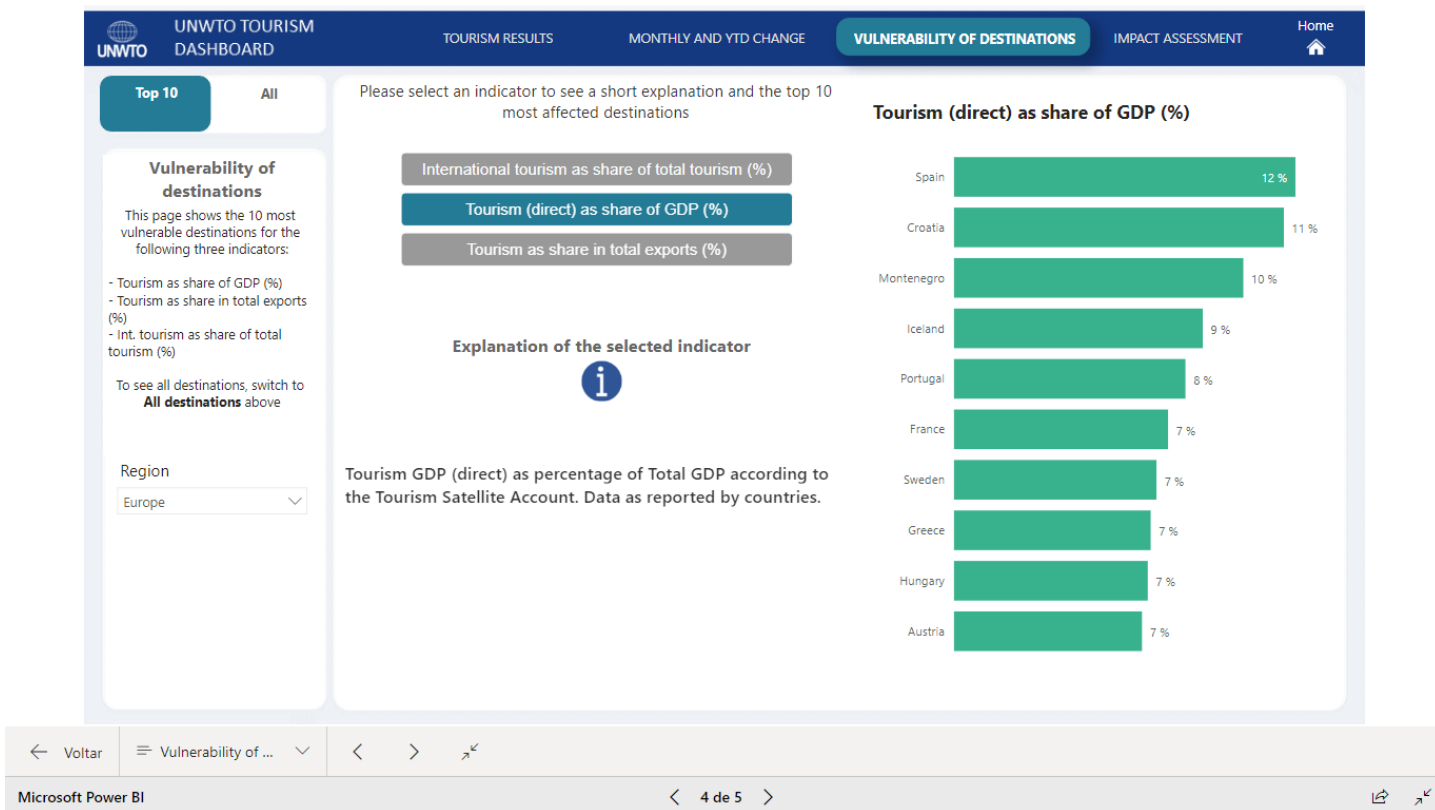 UNWTO
UNWTO TOURISM
DASHBOARD
TOURISM RESULTS
MONTHLY AND YTD CHANGE
VULNERABILITY OF DESTINATIONS
IMPACT ASSESSMENT
Home
Top 10
All
Vulnerability of
destinations
This page shows the 10 most
vulnerable destinations for the
following three indicators:
- Tourism as share of GDP (%)
- Tourism as share in total exports
(%)
- Int. tourism as share of total
tourism (%)
To see all destinations, switch to
All destinations above
Region
Europe
Please select an indicator to see a short explanation and the top 10
most affected destinations
International tourism as share of total tourism (%)
Tourism (direct) as share of GDP (%)
Tourism as share in total exports (%)
Explanation of the selected indicator
i
Tourism GDP (direct) as percentage of Total GDP according to
the Tourism Satellite Account. Data as reported by countries.
Tourism (direct) as share of GDP (%)
Spain 12 %
Croatia 11 %
Montenegro 10 %
Iceland 9 %
Portugal 8 %
France 7 %
Sweden 7 %
Greece 7 %
Hungary 7 %
Austria 7 %
Voltar
Vulnerability of ...
Microsoft Power BI
4 de 5